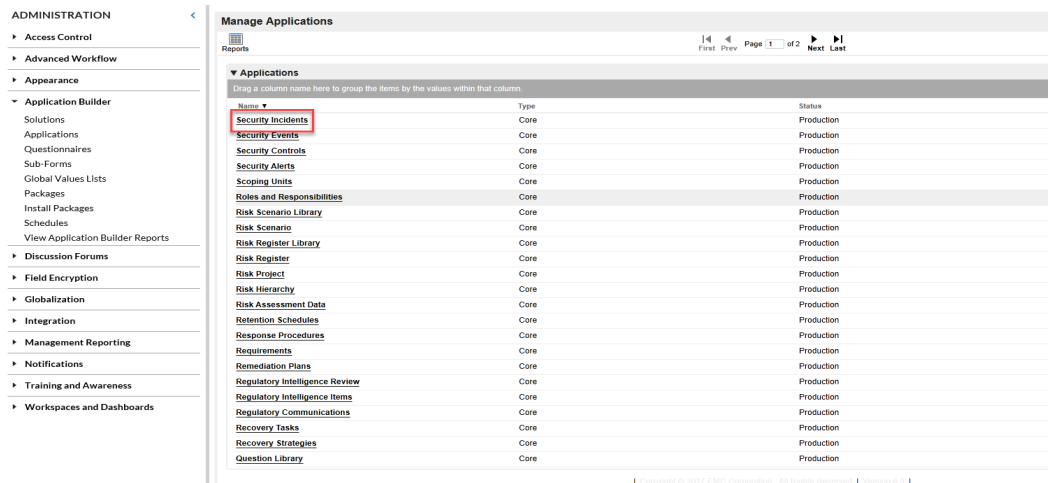 ADMINISTRATION
Access Control
Advanced Workflow
Appearance
Application Builder
Solutions
Applications
Questionnaires
Sub-Forms
Global Values Lists
Packages
Install Packages
Schedules
View Application Builder Reports
Discussion Forums
Field Encryption
Globalization
Integration
Management Reporting
Notifications
Training and Awareness
Workspaces and Dashboards
Manage Applications
Reports
First Prev Page 1 of 2 Next Last
Applications
Drag a column name here to group the items by the values within that column.
Name Type Status
Security Incidents Core Production
Security Events Core Production
Security Controls Core Production
Security Alerts Core Production
Scoping Units Core Production
Roles and Responsibilities Core Production
Risk Scenario Library Core Production
Risk Scenario Core Production
Risk Register Library Core Production
Risk Register Core Production
Risk Project Core Production
Risk Hierarchy Core Production
Risk Assessment Data Core Production
Retention Schedules Core Production
Response Procedures Core Production
Requirements Core Production
Remediation Plans Core Production
Regulatory Intelligence Review Core Production
Regulatory Intelligence Items Core Production
Regulatory Communications Core Production
Recovery Tasks Core Production
Recovery Strategies Core Production
Question Library Core Production